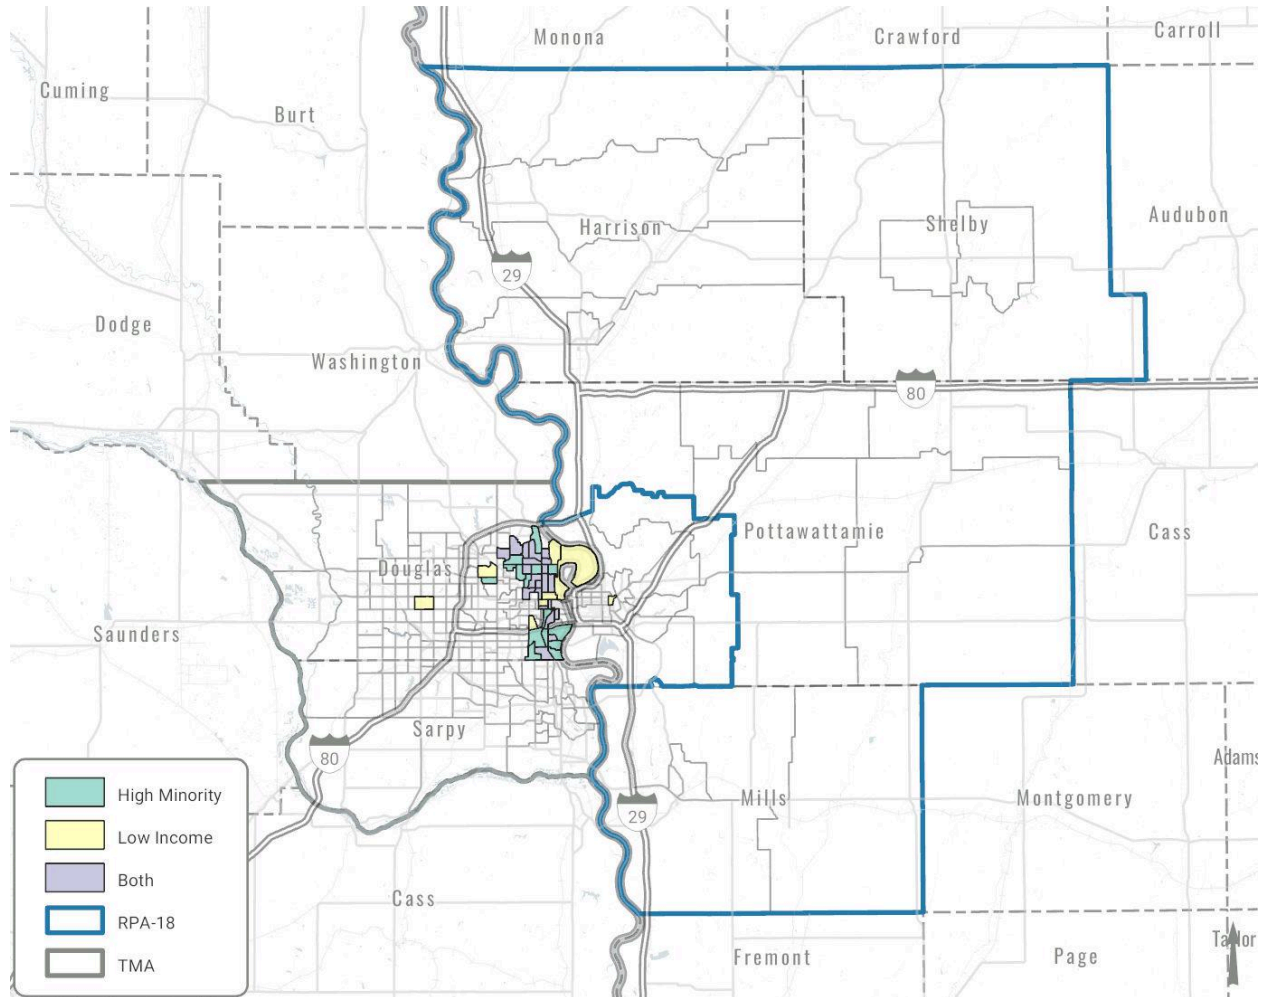 Monona
Crawford
Carroll
Cuming
Burt
Harrison
Shelby
Audubon
29
Dodge
Washington
80
Pottawattamie
Cass
Douglas
Saunders
Sarpy
80
Adams
Mills
Montgomery
29
Cass
Fremont
Page
Taylor
High Minority
Low Income
Both
RPA-18
TMA